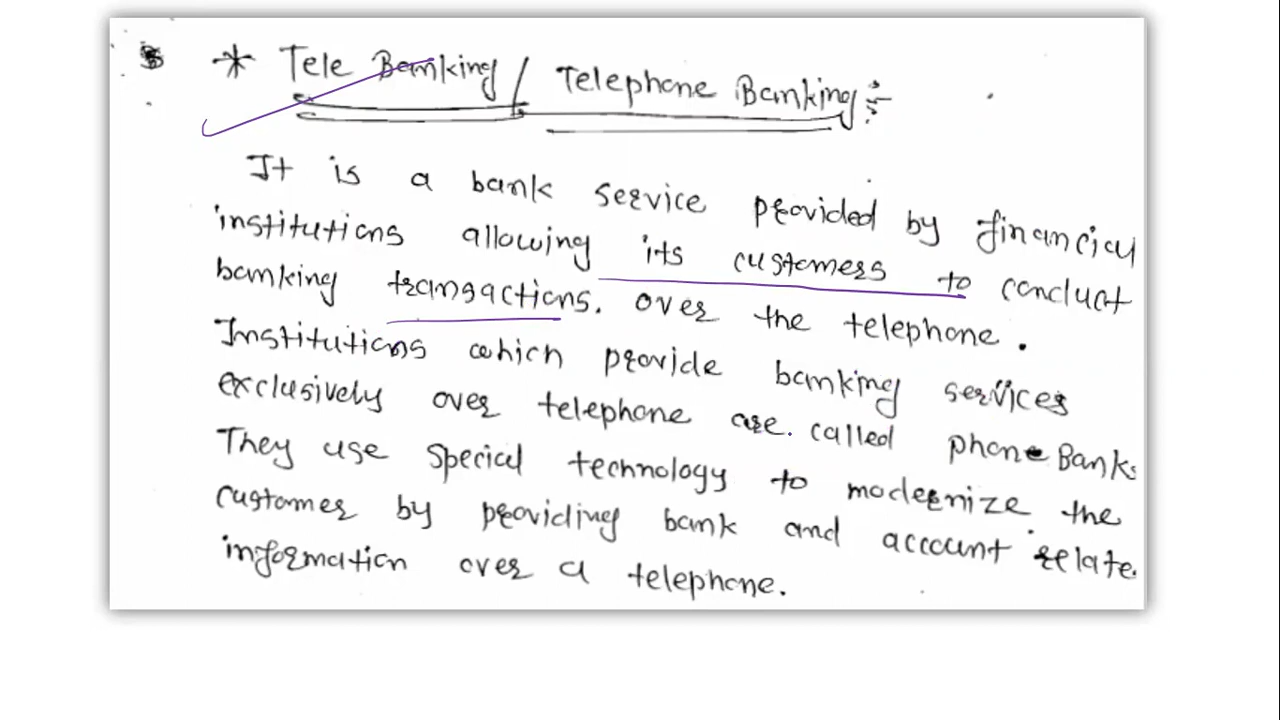 * Tele Banking / Telephone Banking :-
It is a bank service provided by financial
institutions allowing its customers to conduct
banking transactions. over the telephone.
Institutions which provide banking services
exclusively over telephone are. called phone Banks
They use special technology to modernize the
customer by providing bank and account relate
information over a telephone.